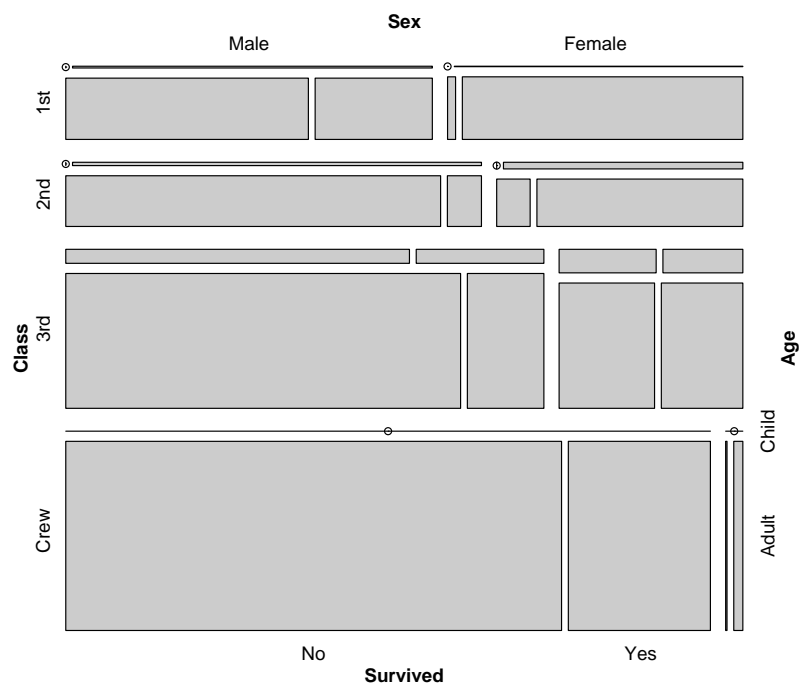 Sex
Male Female
1st
2nd
3rd
Crew
Class
Age
Child
Adult
No Yes
Survived